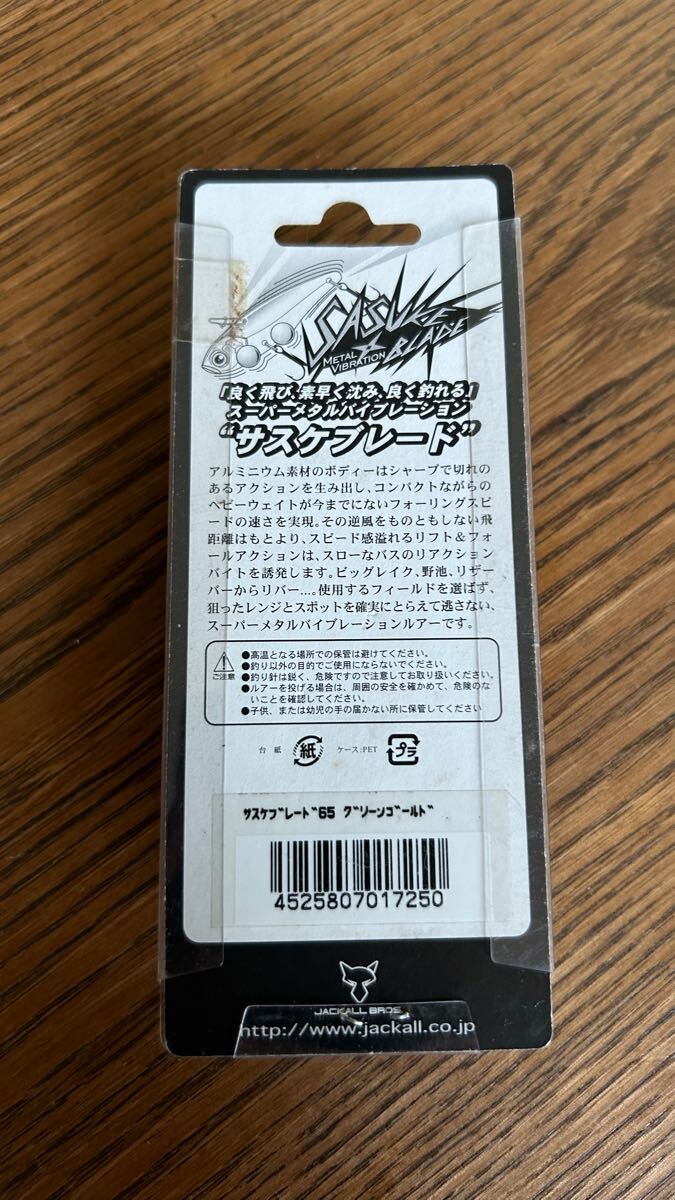 SASUKE
BLADE
METAL
VIBRATION
「良く飛び、素早く沈み、良く釣れる」
スーパーメタルバイブレーション
“サスケブレード”
アルミニウム素材のボディーはシャープで切れの
あるアクションを生み出し、コンパクトながらの
ヘビーウェイトが今までにないフォーリングスピ
ードの速さを実現。その逆風をものともしない飛
距離はもとより、スピード感溢れるリフト＆フォ
ールアクションは、スローなバスのリアクション
バイトを誘発します。ビッグレイク、野池、リザー
バーからリバー...。使用するフィールドを選ばず、
狙ったレンジとスポットを確実にとらえて逃さない、
スーパーメタルバイブレーションルアーです。
ご注意
●高温となる場所での保管は避けてください。
●釣り以外の目的でご使用にならないでください。
●釣り針は鋭く、危険ですので注意してお取り扱いください。
●ルアーを投げる場合は、周囲の安全を確かめて、危険のな
いことを確認してください。
●子供、または幼児の手の届かない所に保管してください
台紙 紙 ケース:PET プラ
ｻｽｹﾌﾞﾚｰﾄﾞ65 ｸﾞﾘｰﾝｺﾞｰﾙﾄﾞ
4525807017250
JACKALL BROS.
http://www.jackall.co.jp